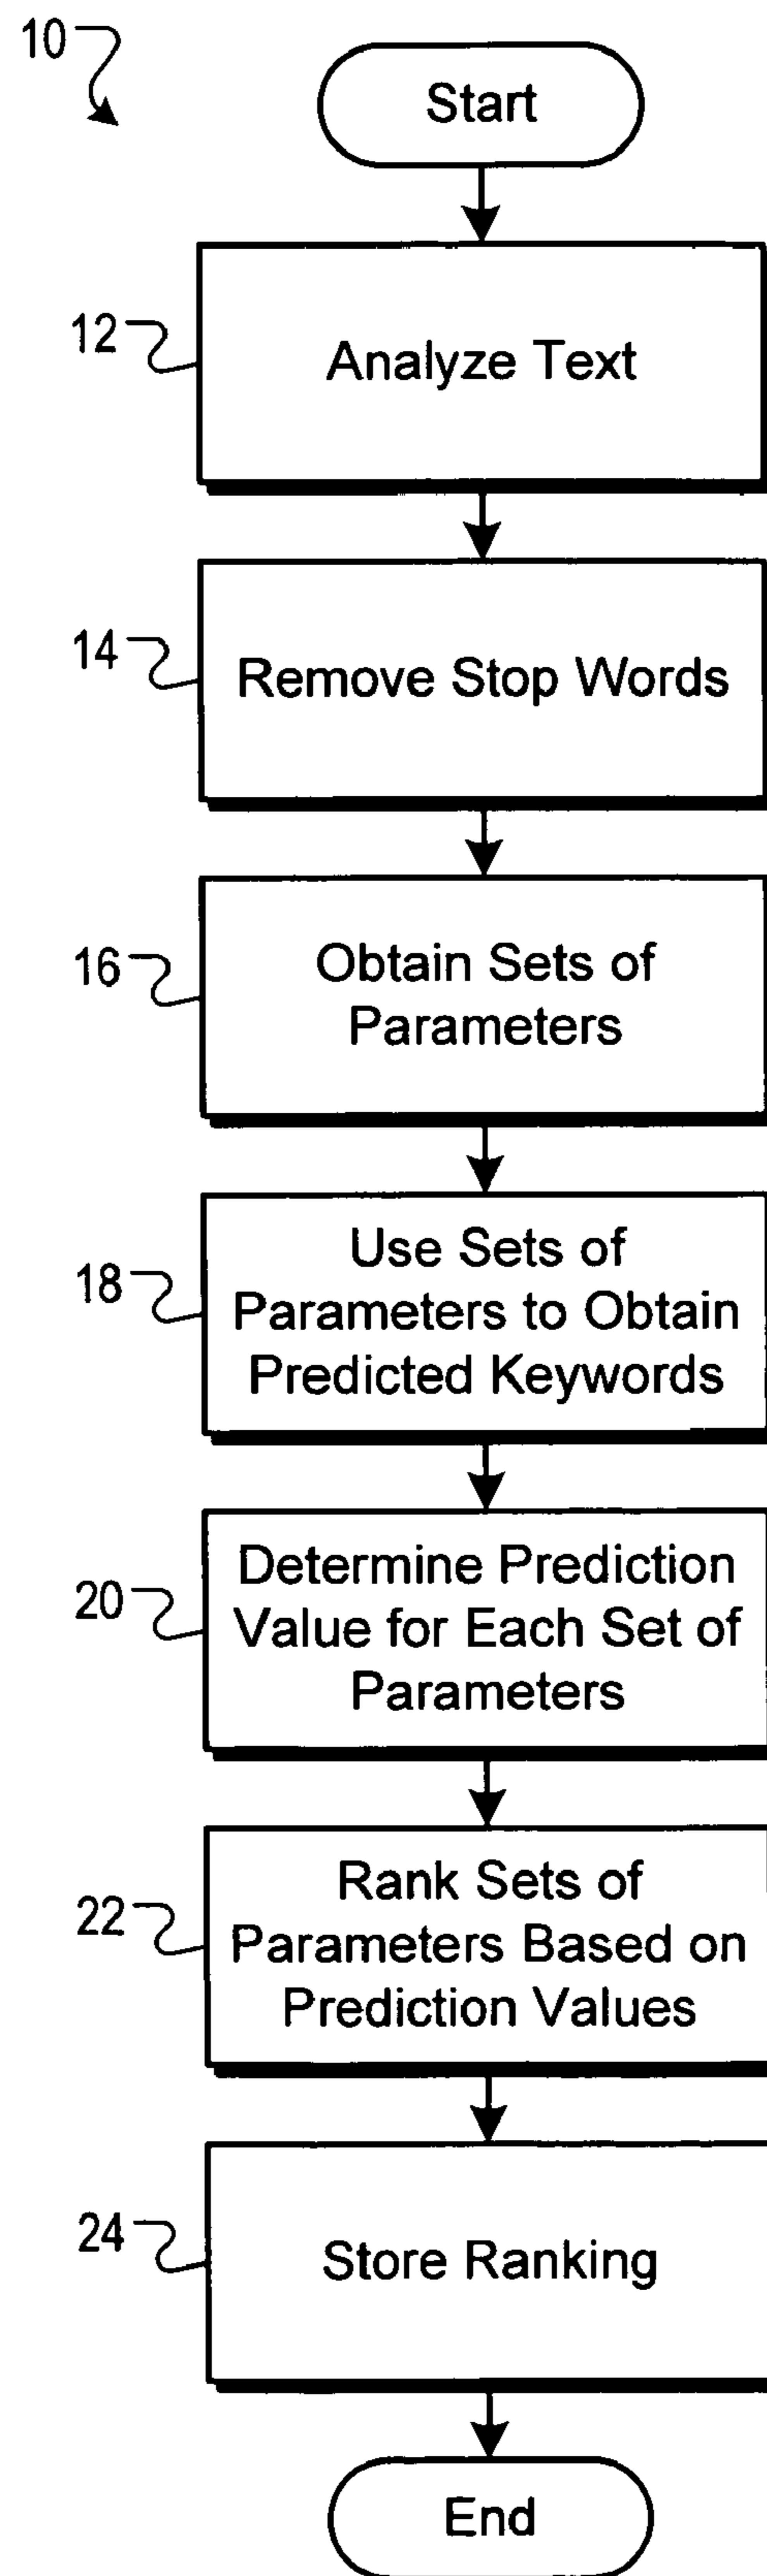 10
Start
12
Analyze Text
14
Remove Stop Words
16
Obtain Sets of
Parameters
18
Use Sets of
Parameters to Obtain
Predicted Keywords
20
Determine Prediction
Value for Each Set of
Parameters
22
Rank Sets of
Parameters Based on
Prediction Values
24
Store Ranking
End